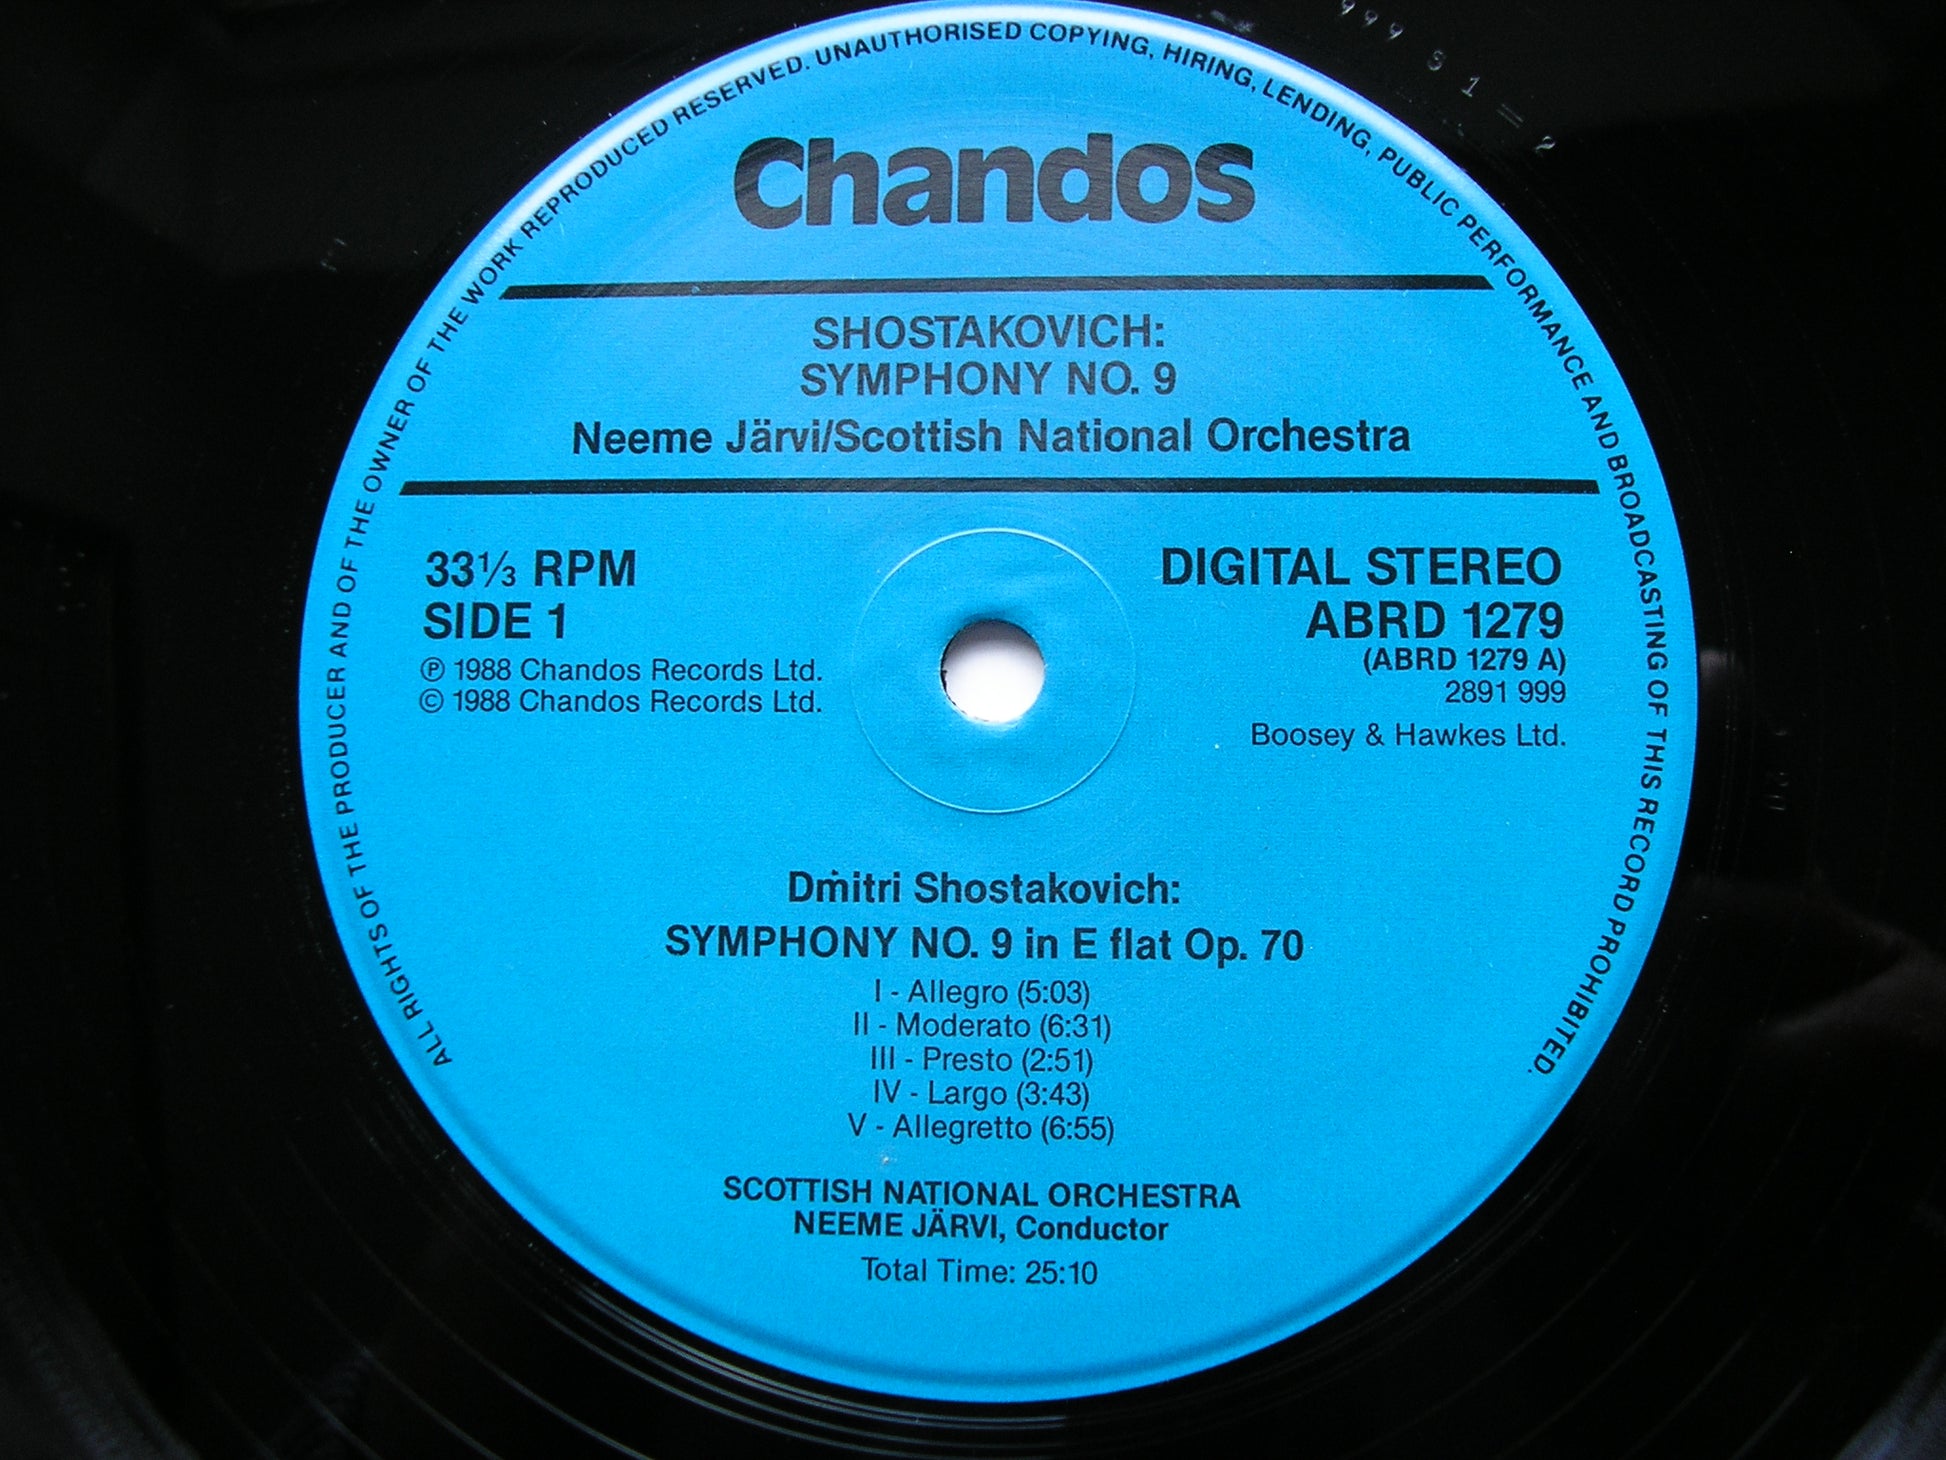 ALL RIGHTS OF THE PRODUCER AND OF THE OWNER OF THE WORK REPRODUCED RESERVED. UNAUTHORISED COPYING, HIRING, LENDING, PUBLIC PERFORMANCE AND BROADCASTING OF THIS RECORD PROHIBITED.
Chandos
SHOSTAKOVICH:
SYMPHONY NO. 9
Neeme Järvi/Scottish National Orchestra
33⅓ RPM
SIDE 1
℗ 1988 Chandos Records Ltd.
© 1988 Chandos Records Ltd.
DIGITAL STEREO
ABRD 1279
(ABRD 1279 A)
2891 999
Boosey & Hawkes Ltd.
Dmitri Shostakovich:
SYMPHONY NO. 9 in E flat Op. 70
I - Allegro (5:03)
II - Moderato (6:31)
III - Presto (2:51)
IV - Largo (3:43)
V - Allegretto (6:55)
SCOTTISH NATIONAL ORCHESTRA
NEEME JÄRVI, Conductor
Total Time: 25:10